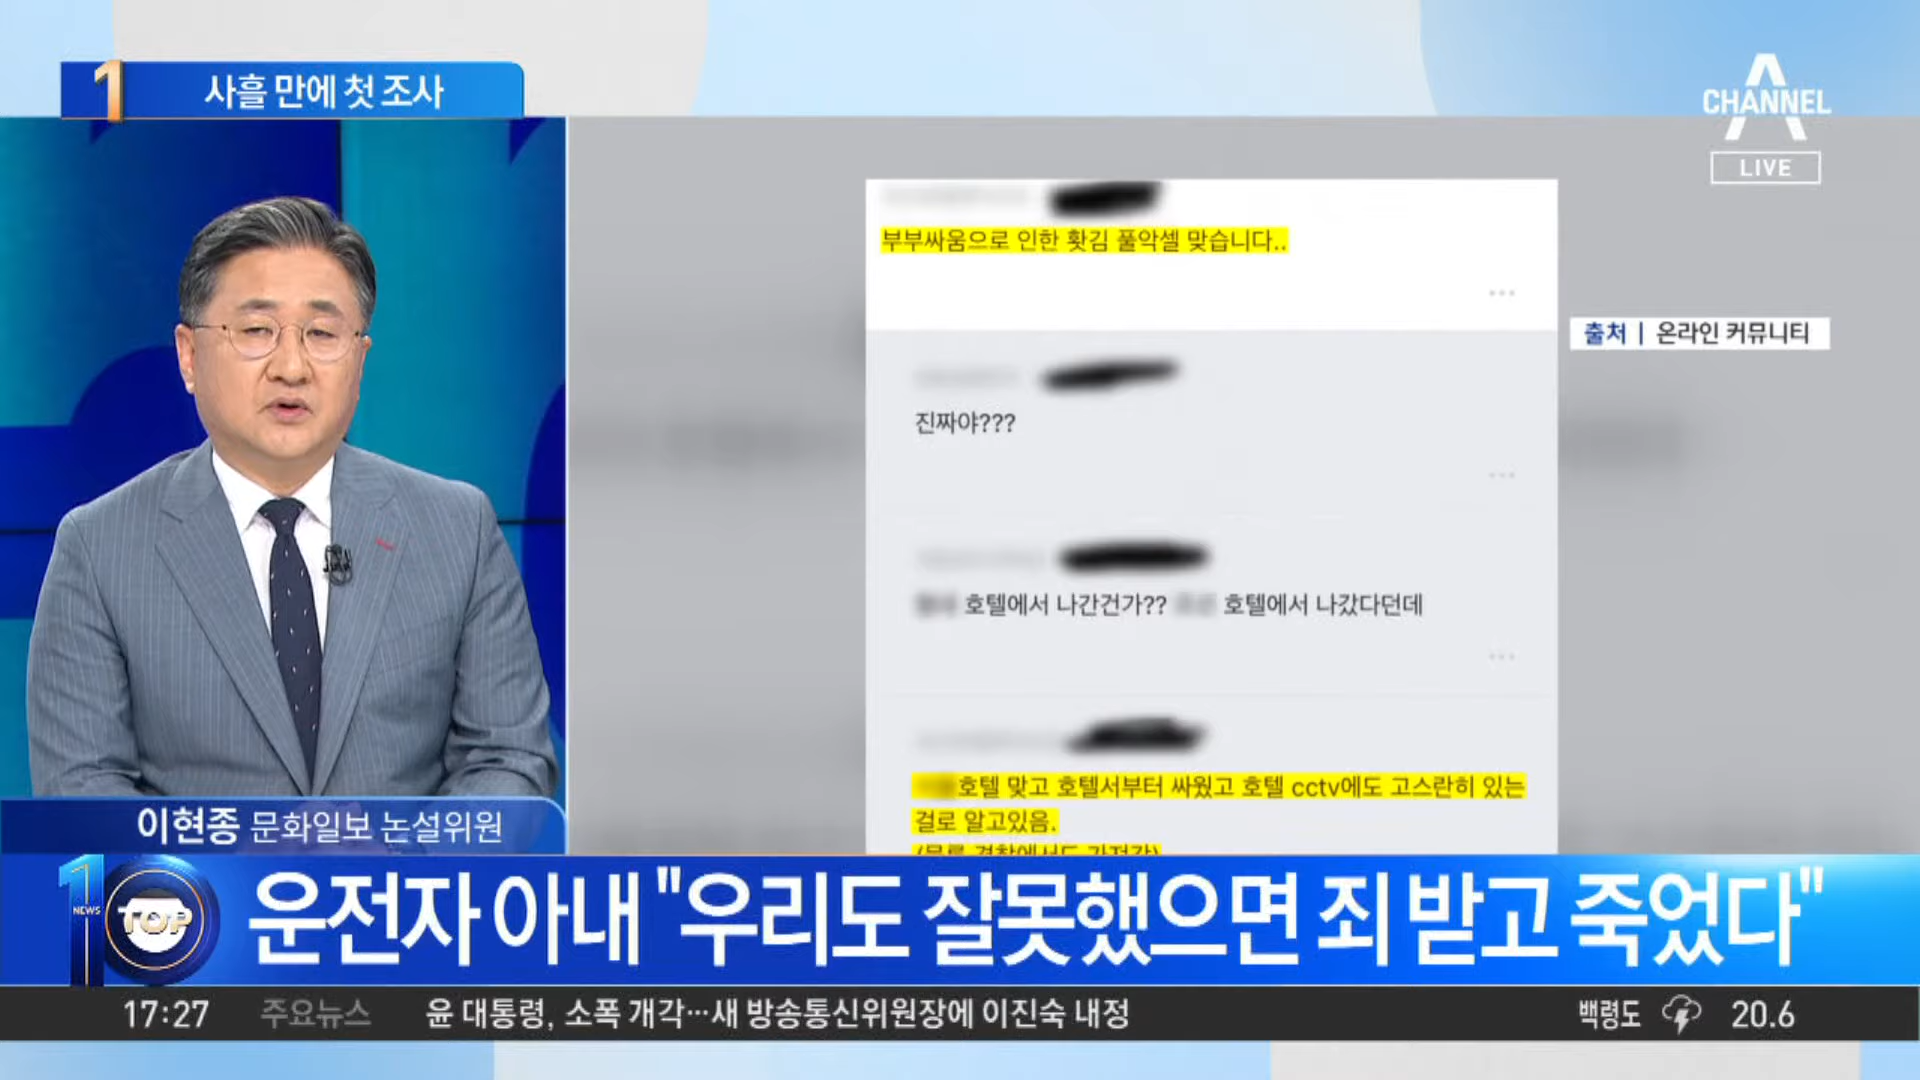 1 사흘 만에 첫 조사
CHANNEL A
LIVE
부부싸움으로 인한 홧김 풀악셀 맞습니다..
출처 | 온라인 커뮤니티
진짜야???
호텔에서 나간건가?? 호텔에서 나갔다던데
호텔 맞고 호텔서부터 싸웠고 호텔 cctv에도 고스란히 있는
걸로 알고있음.
이현종 문화일보 논설위원
10 NEWS TOP
운전자 아내 "우리도 잘못했으면 죄 받고 죽었다"
17:27 주요뉴스 윤 대통령, 소폭 개각…새 방송통신위원장에 이진숙 내정 백령도 20.6